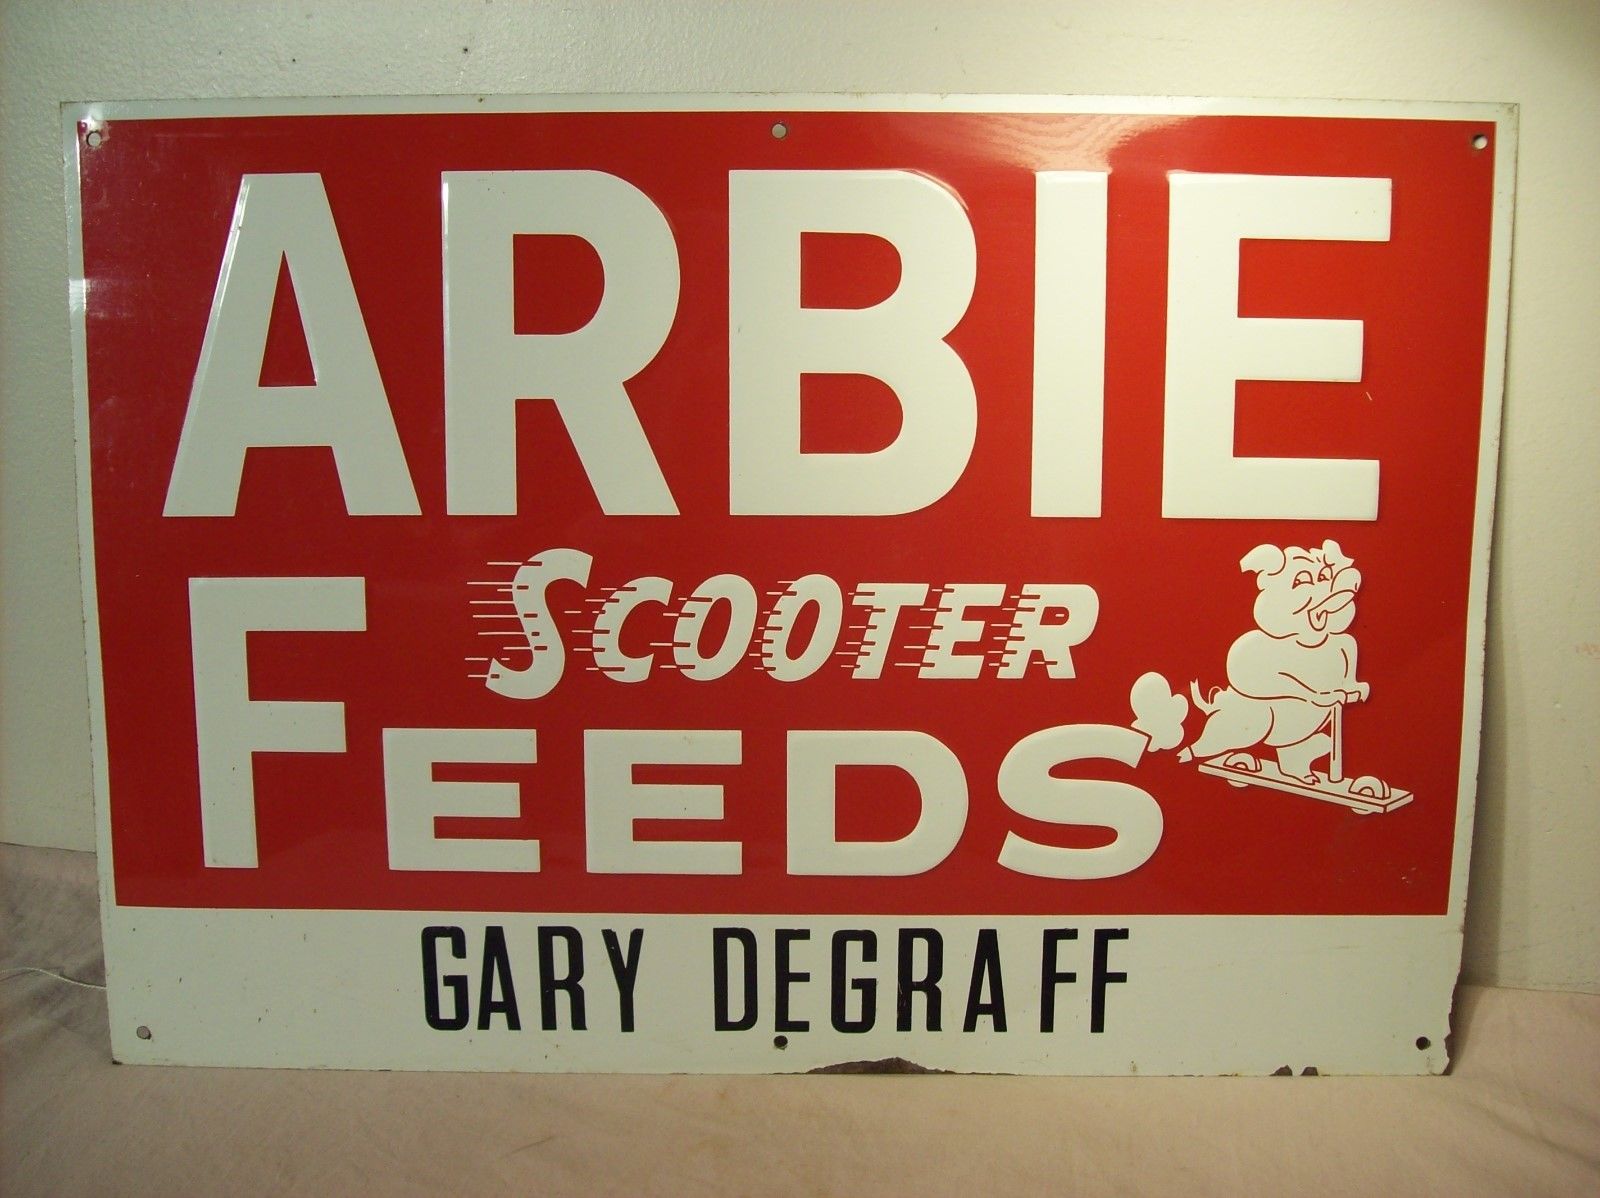 ARBIE
SCOOTER
FEEDS
GARY DEGRAFF